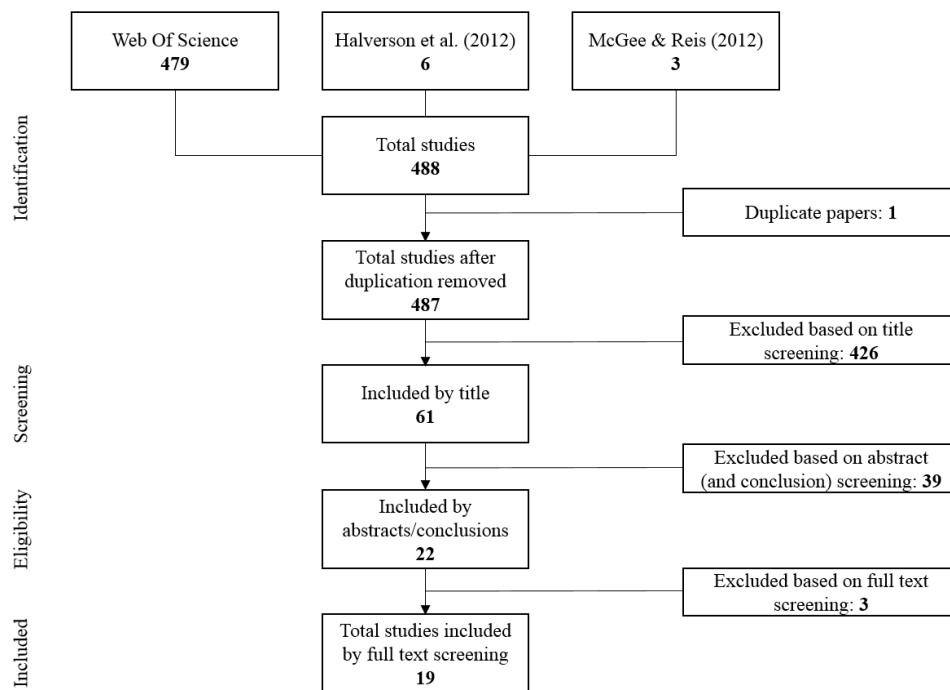 Web Of Science
479
Halverson et al. (2012)
6
McGee & Reis (2012)
3
Identification
Total studies
488
Duplicate papers: 1
Total studies after
duplication removed
487
Excluded based on title
screening: 426
Screening
Included by title
61
Excluded based on abstract
(and conclusion) screening: 39
Eligibility
Included by
abstracts/conclusions
22
Excluded based on full text
screening: 3
Included
Total studies included
by full text screening
19